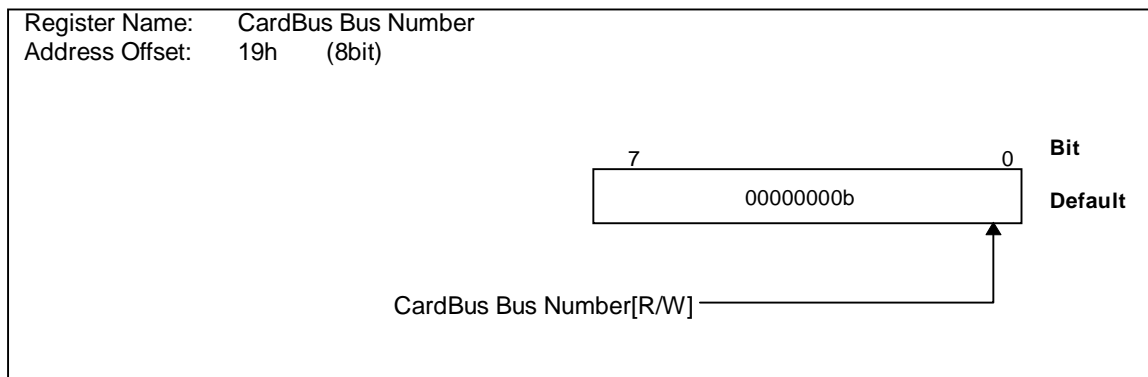 Register Name: CardBus Bus Number
Address Offset: 19h (8bit)
7 0 Bit
00000000b Default
CardBus Bus Number[R/W]